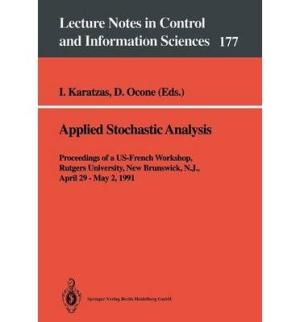 Lecture Notes in Control
and Information Sciences 177
I. Karatzas, D. Ocone (Eds.)
Applied Stochastic Analysis
Proceedings of a US-French Workshop,
Rutgers University, New Brunswick, N.J.,
April 29 - May 2, 1991
Springer-Verlag Berlin Heidelberg GmbH